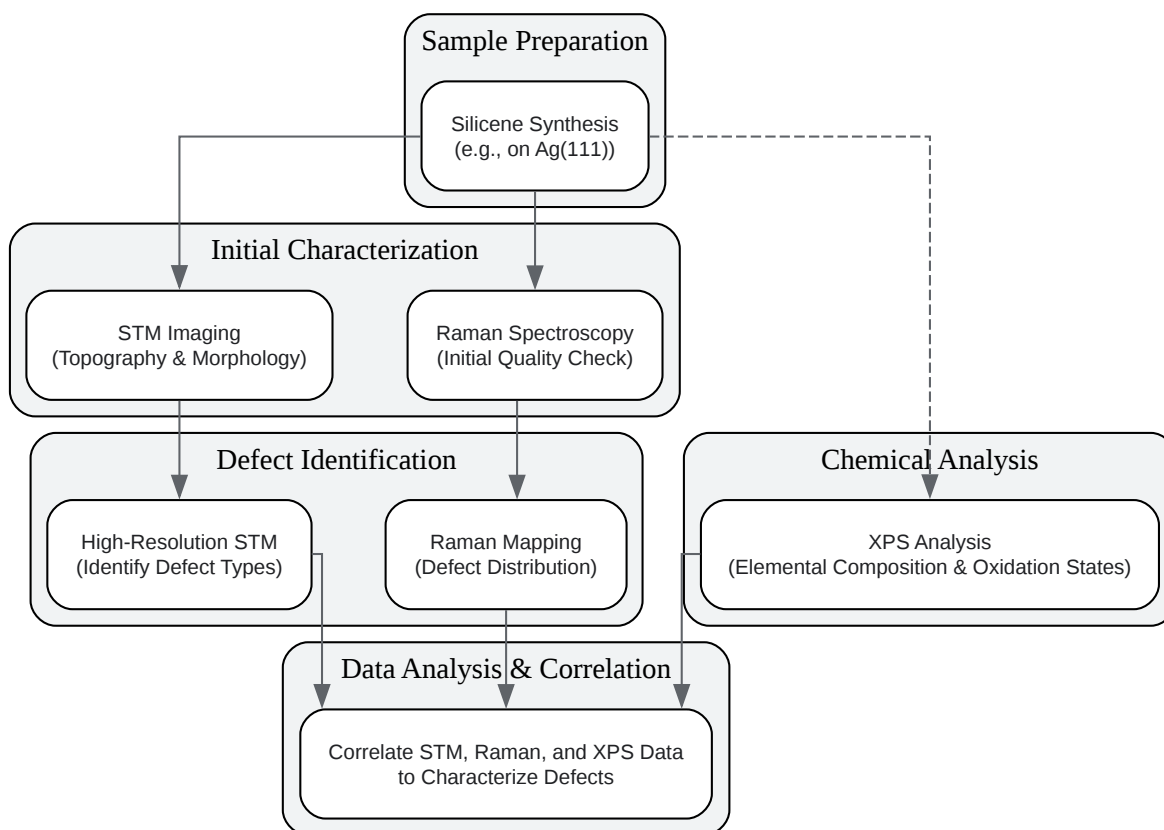 Sample Preparation
Silicene Synthesis
(e.g., on Ag(111))
Initial Characterization
STM Imaging
(Topography & Morphology)
Raman Spectroscopy
(Initial Quality Check)
Defect Identification
High-Resolution STM
(Identify Defect Types)
Raman Mapping
(Defect Distribution)
Chemical Analysis
XPS Analysis
(Elemental Composition & Oxidation States)
Data Analysis & Correlation
Correlate STM, Raman, and XPS Data
to Characterize Defects